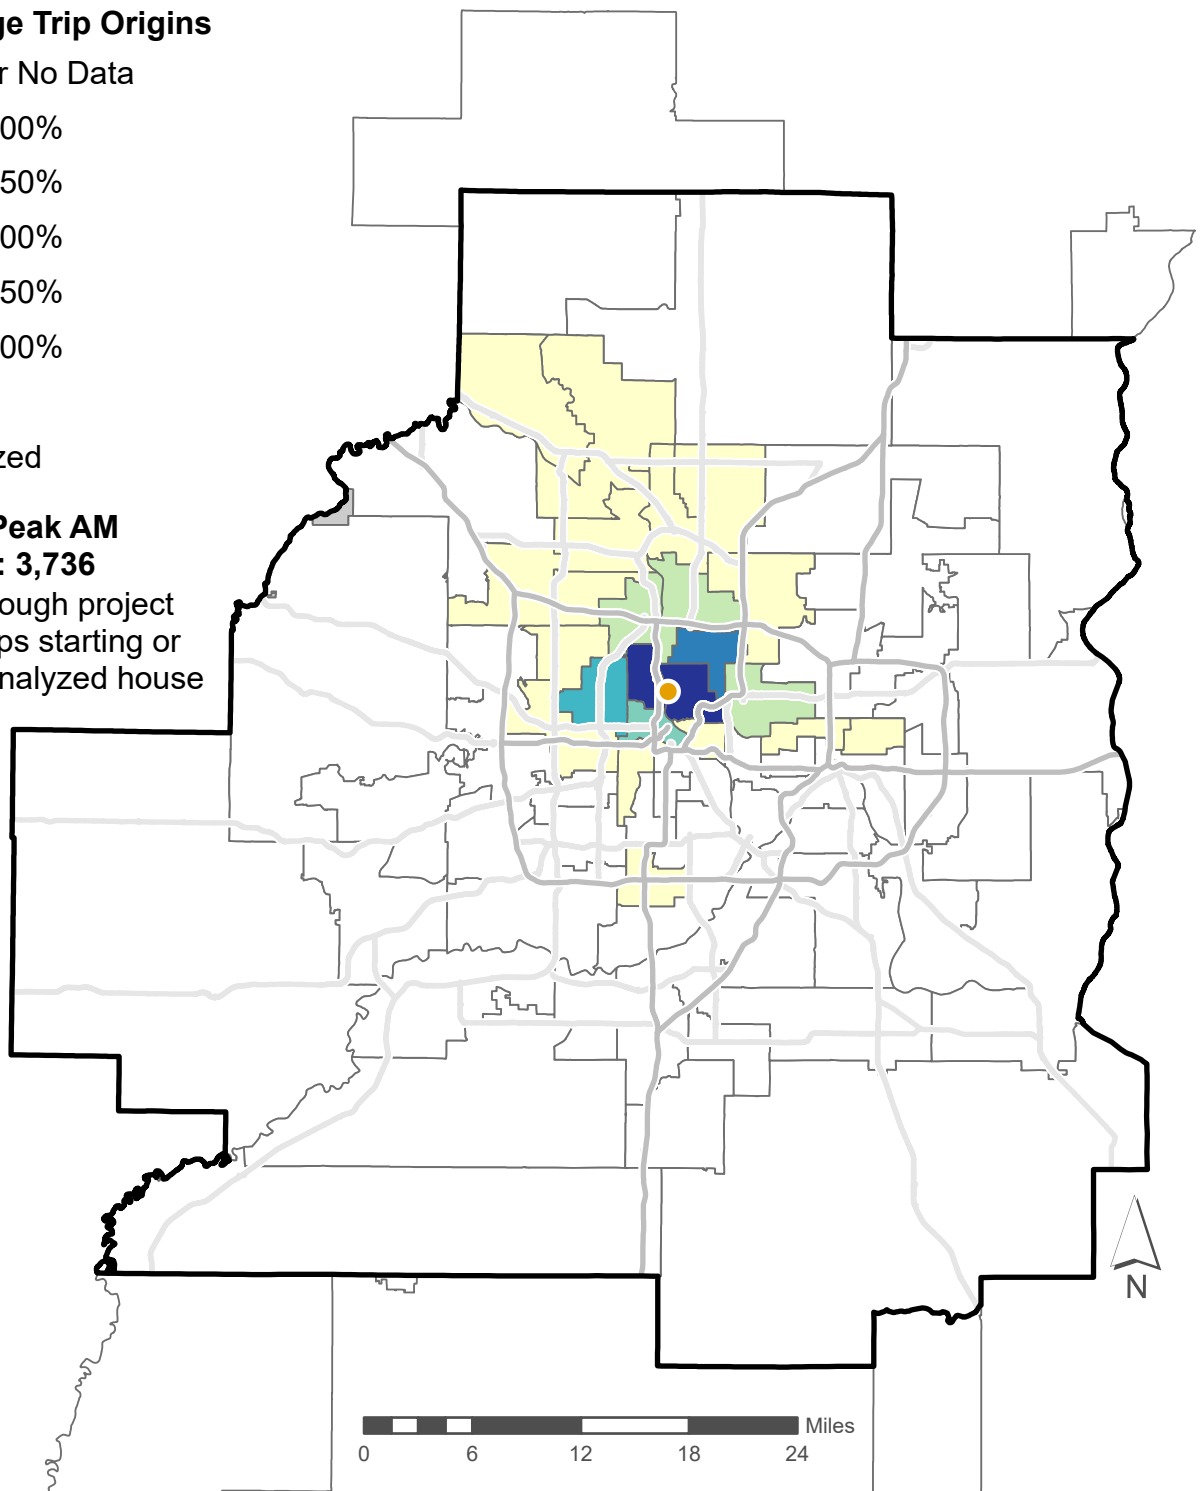 ge Trip Origins
r No Data
00%
50%
00%
50%
00%
zed
Peak AM
: 3,736
ough project
ps starting or
nalyzed house
N
Miles
0 6 12 18 24